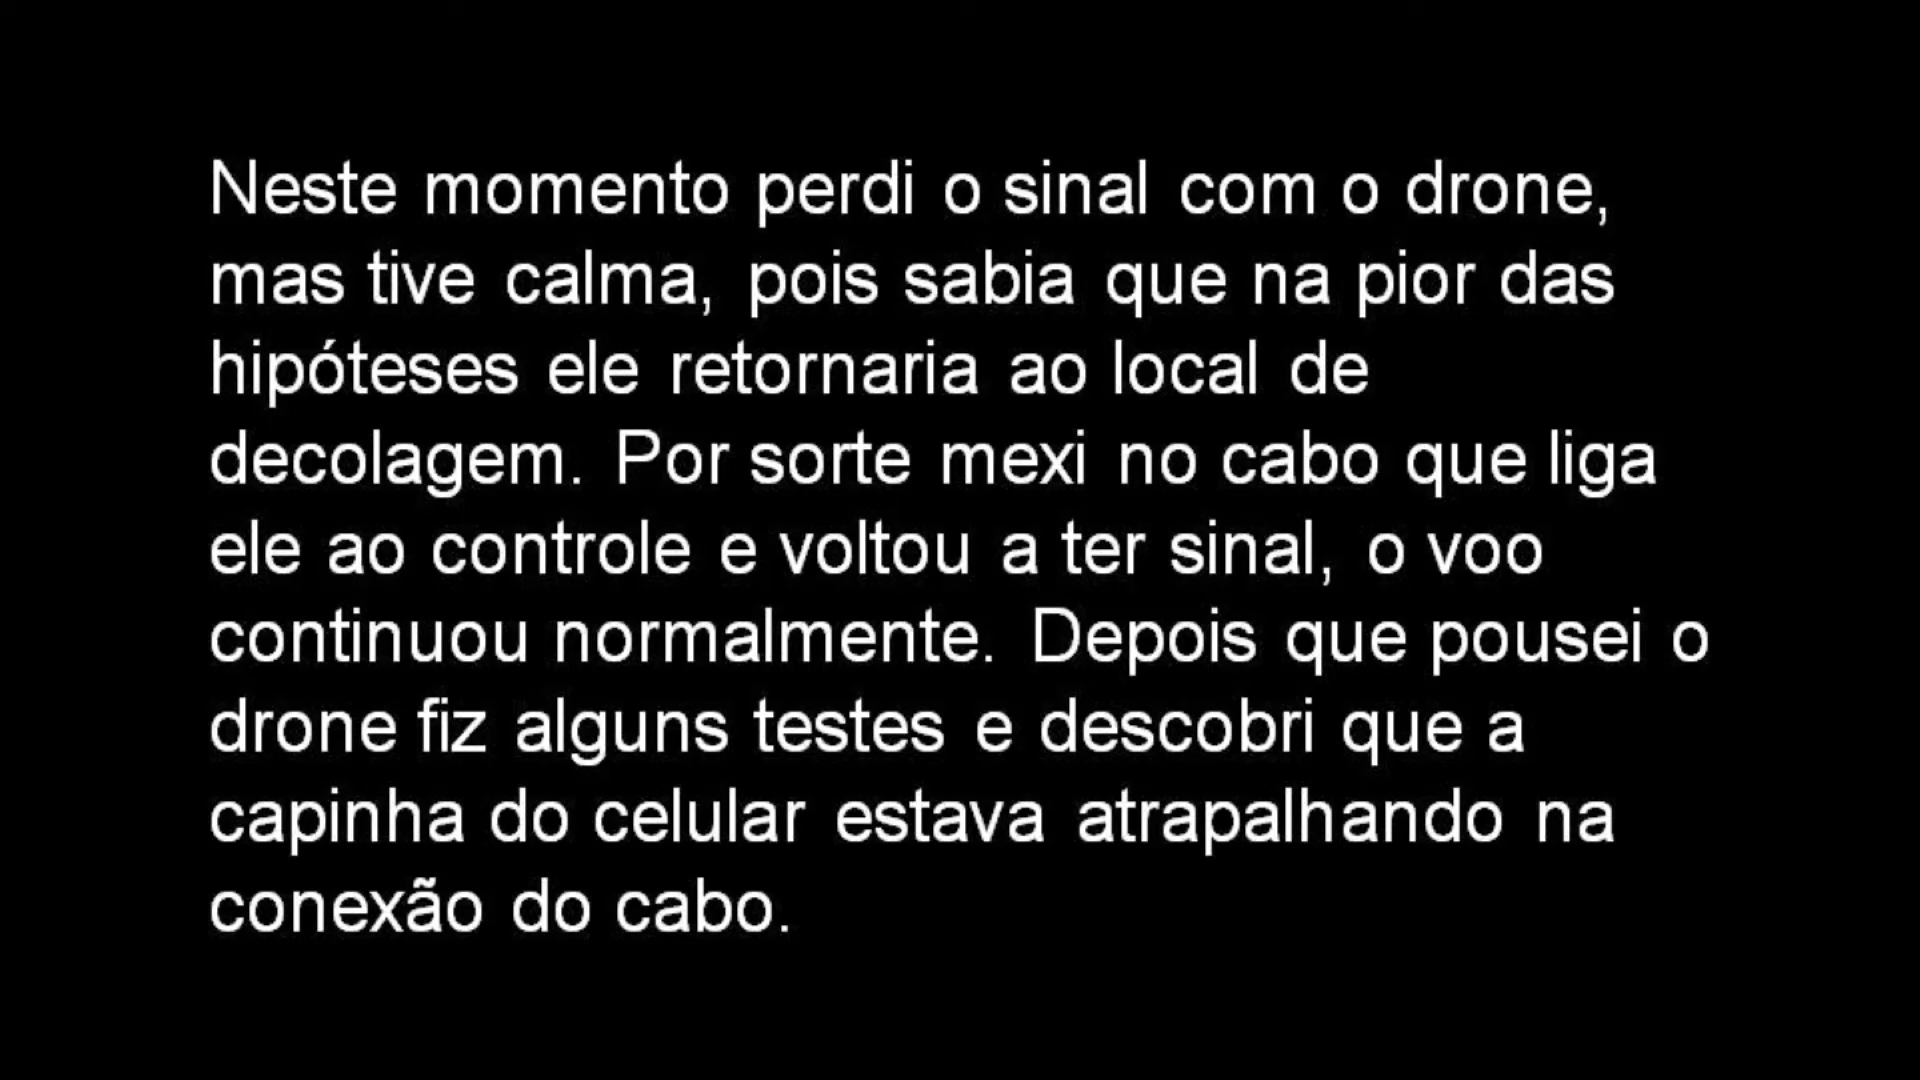 Neste momento perdi o sinal com o drone,
mas tive calma, pois sabia que na pior das
hipóteses ele retornaria ao local de
decolagem. Por sorte mexi no cabo que liga
ele ao controle e voltou a ter sinal, o voo
continuou normalmente. Depois que pousei o
drone fiz alguns testes e descobri que a
capinha do celular estava atrapalhando na
conexão do cabo.